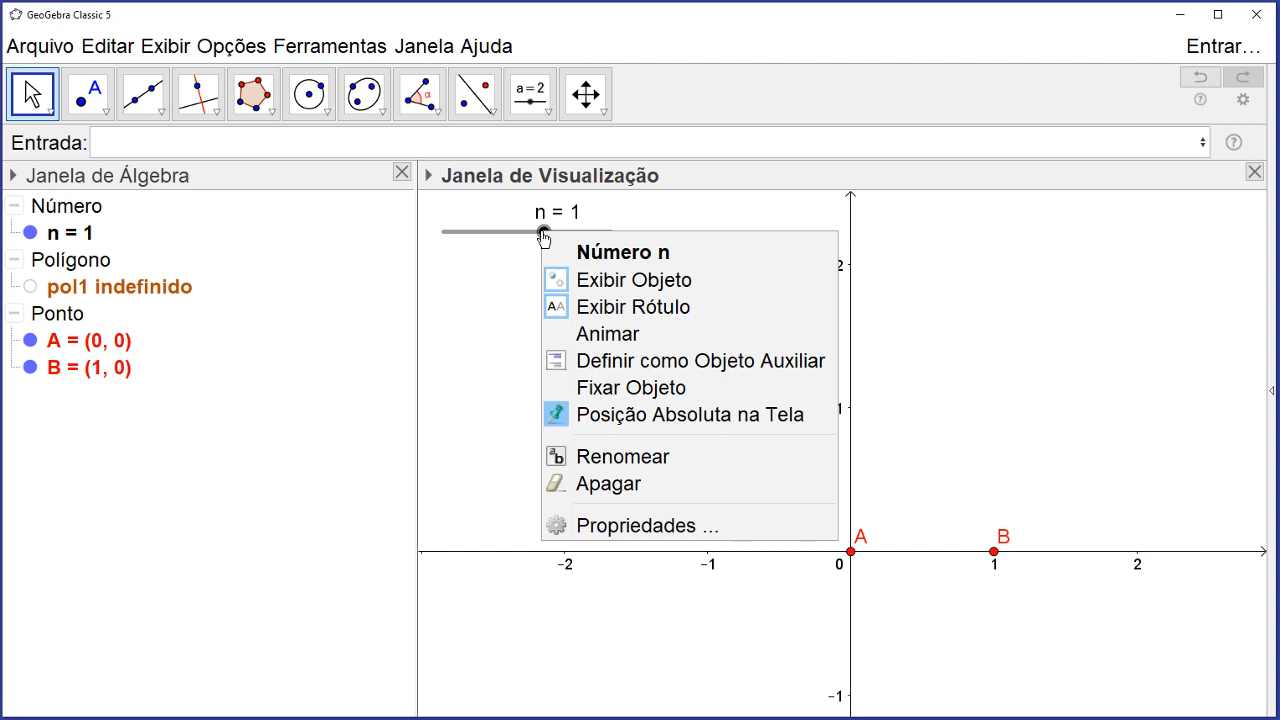 GeoGebra Classic 5
Arquivo Editar Exibir Opções Ferramentas Janela Ajuda
Entrar…
A
α
a = 2
Entrada:
Janela de Álgebra
Janela de Visualização
Número
n = 1
Polígono
pol1 indefinido
Ponto
A = (0, 0)
B = (1, 0)
n = 1
Número n
Exibir Objeto
AA Exibir Rótulo
Animar
Definir como Objeto Auxiliar
Fixar Objeto
Posição Absoluta na Tela
ab Renomear
Apagar
Propriedades ...
2
1
A
B
−2 −1 0 1 2
−1